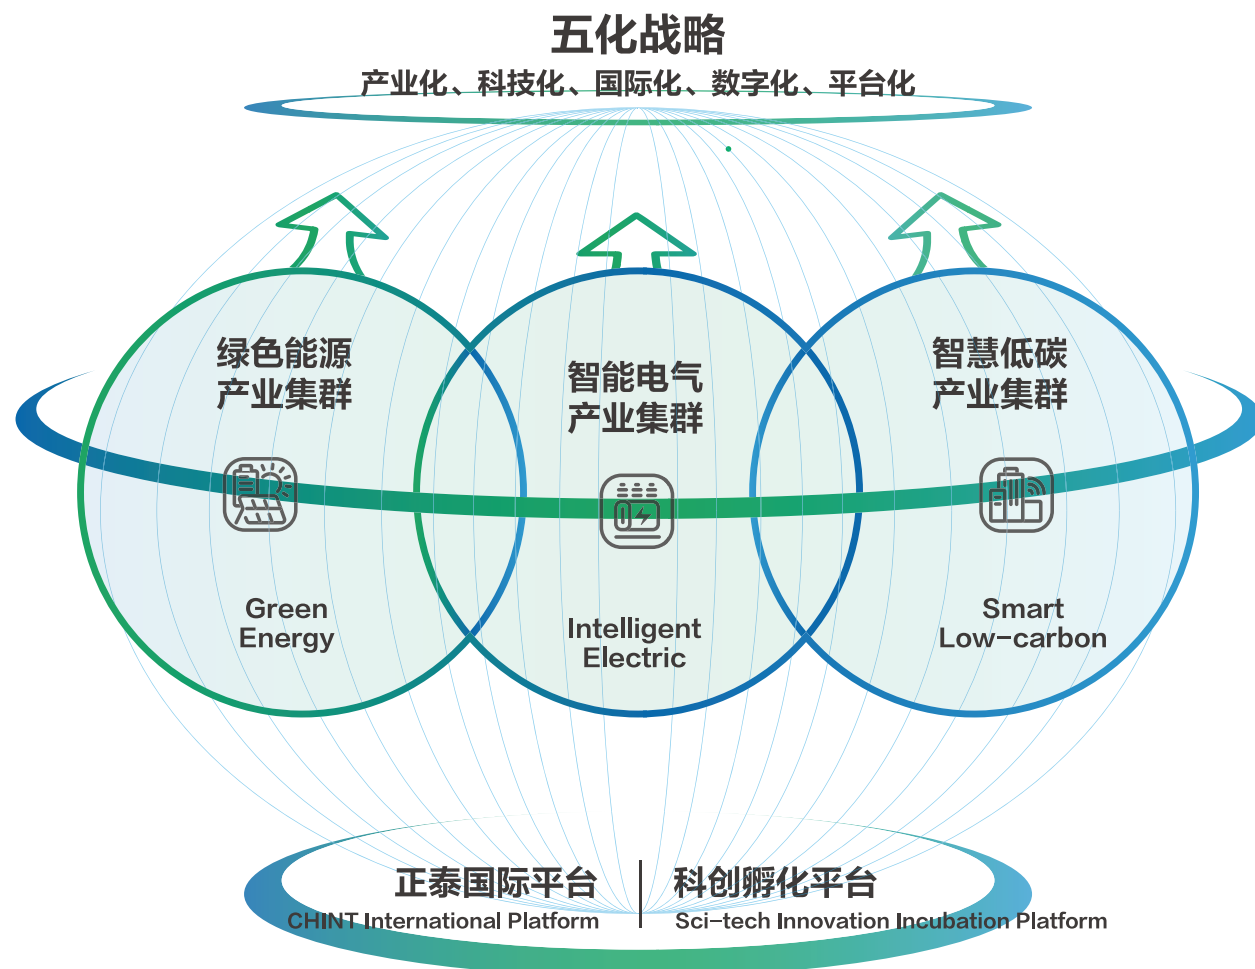 五化战略
产业化、科技化、国际化、数字化、平台化
绿色能源
产业集群
智能电气
产业集群
智慧低碳
产业集群
Green
Energy
Intelligent
Electric
Smart
Low-carbon
正泰国际平台
CHINT International Platform
科创孵化平台
Sci-tech Innovation Incubation Platform